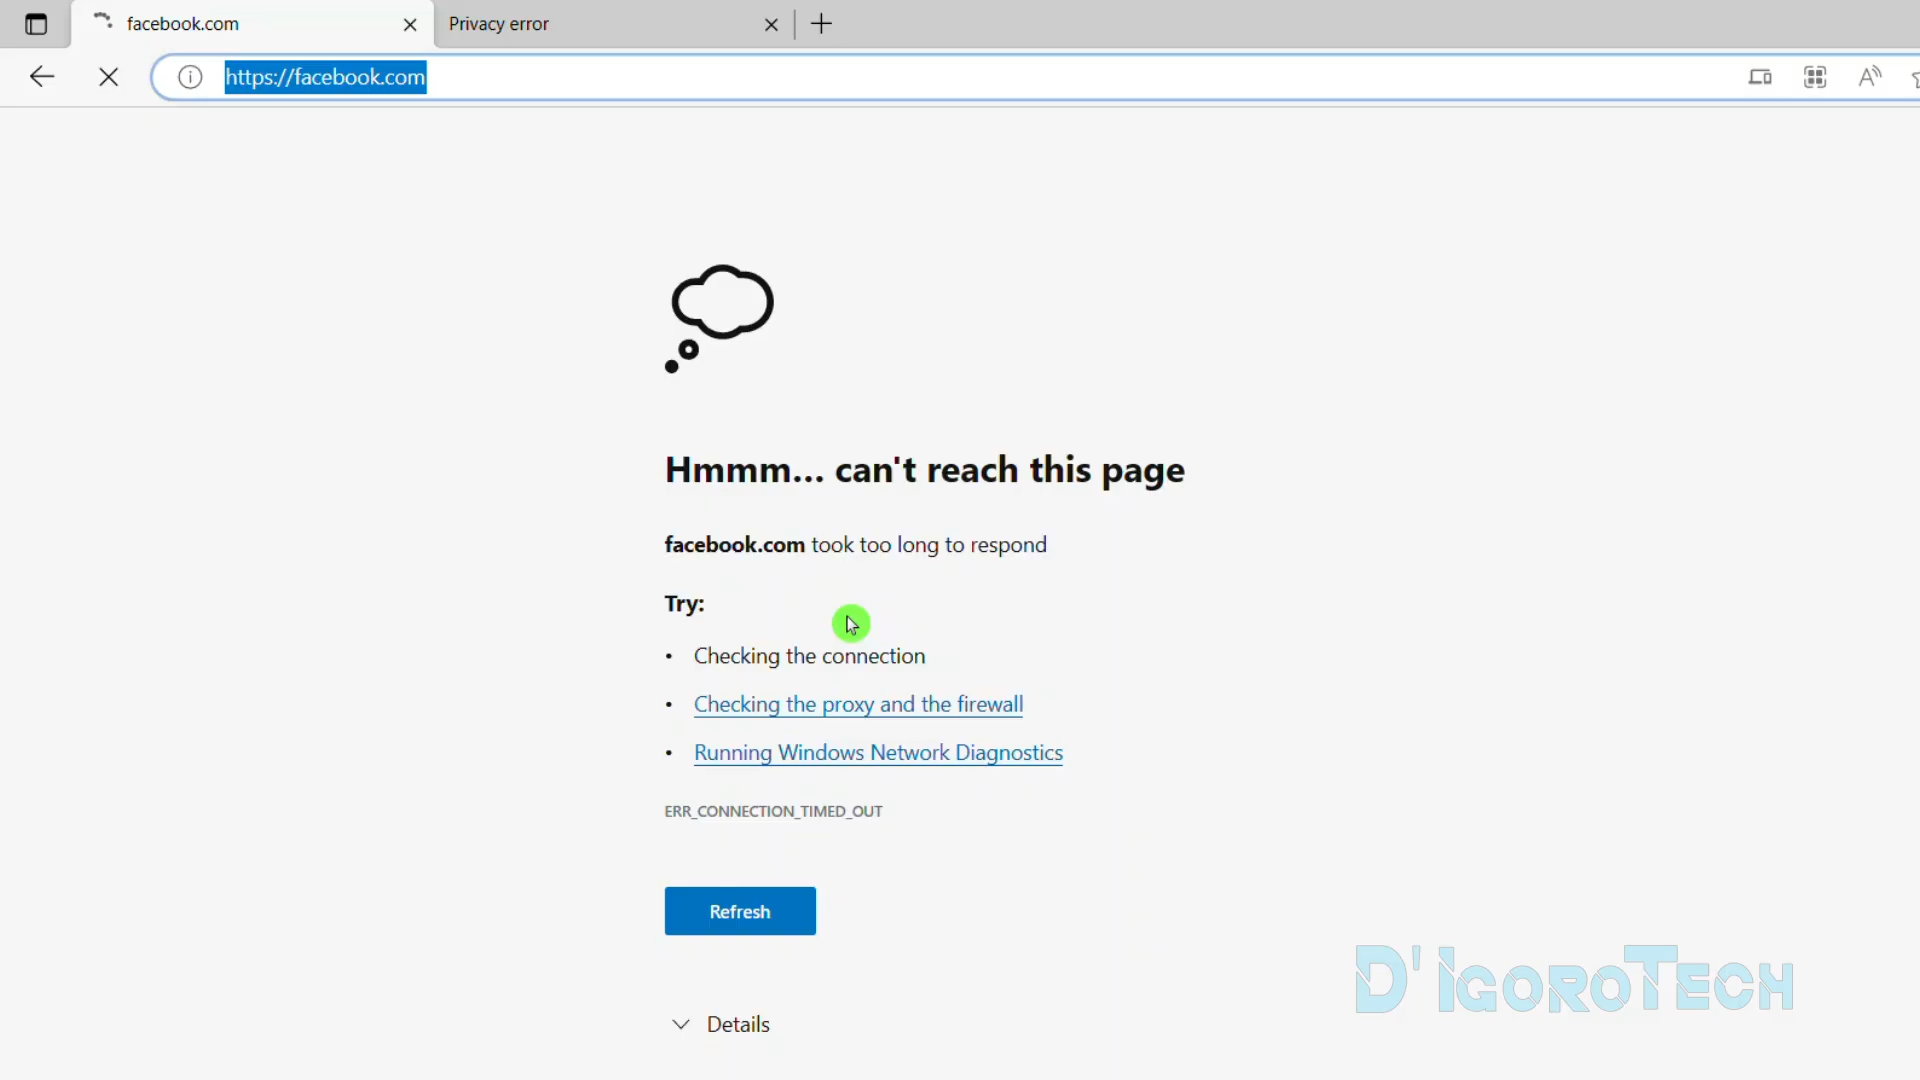 facebook.com
Privacy error
https://facebook.com
Hmmm... can't reach this page
facebook.com took too long to respond
Try:
• Checking the connection
• Checking the proxy and the firewall
• Running Windows Network Diagnostics
ERR_CONNECTION_TIMED_OUT
Refresh
Details
D'IGOROTECH